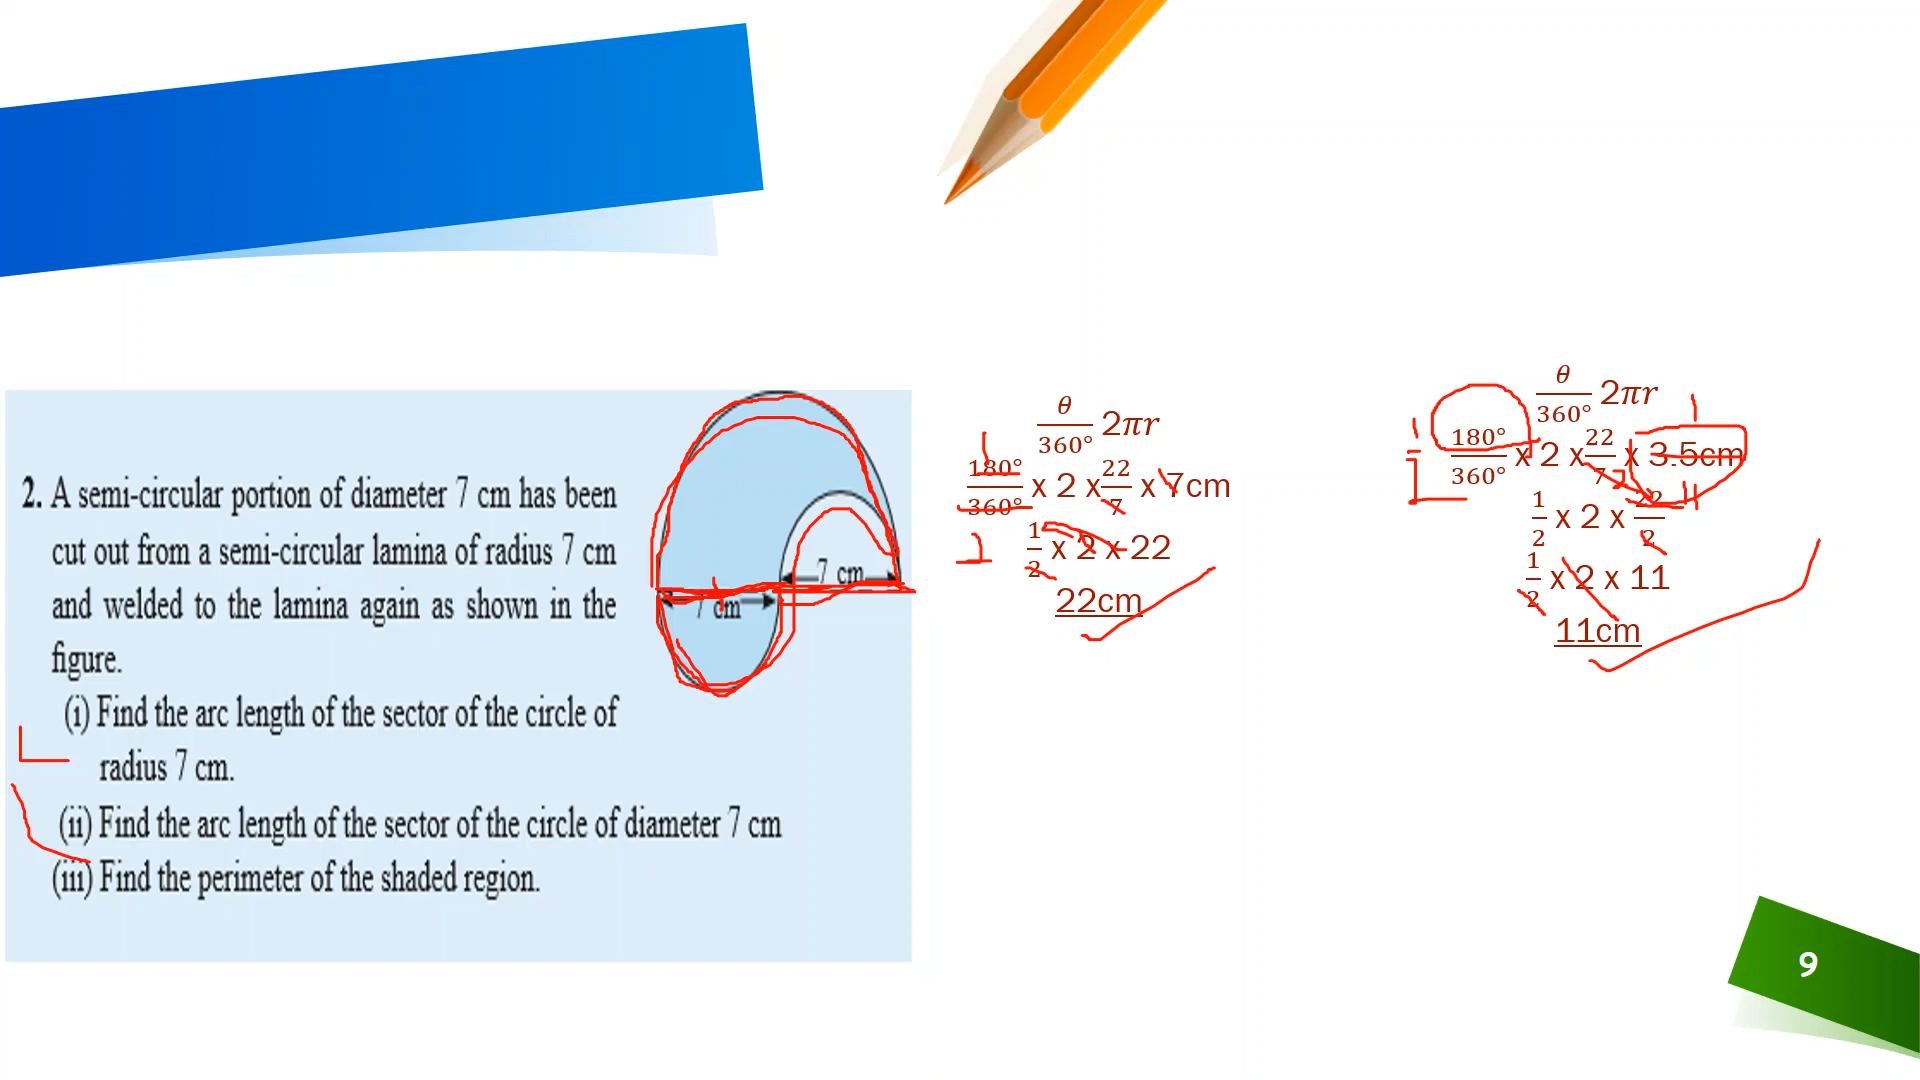 2. A semi-circular portion of diameter 7 cm has been
cut out from a semi-circular lamina of radius 7 cm
and welded to the lamina again as shown in the
figure.
(i) Find the arc length of the sector of the circle of
radius 7 cm.
(ii) Find the arc length of the sector of the circle of diameter 7 cm
(iii) Find the perimeter of the shaded region.
7 cm
7 cm
θ/360° 2πr
180°/360° x 2 x 22/7 x 7cm
1/2 x 2 x 22
22cm
θ/360° 2πr
180°/360° x 2 x 22/7 x 3.5cm
1/2 x 2 x 22/2
1/2 x 2 x 11
11cm
9